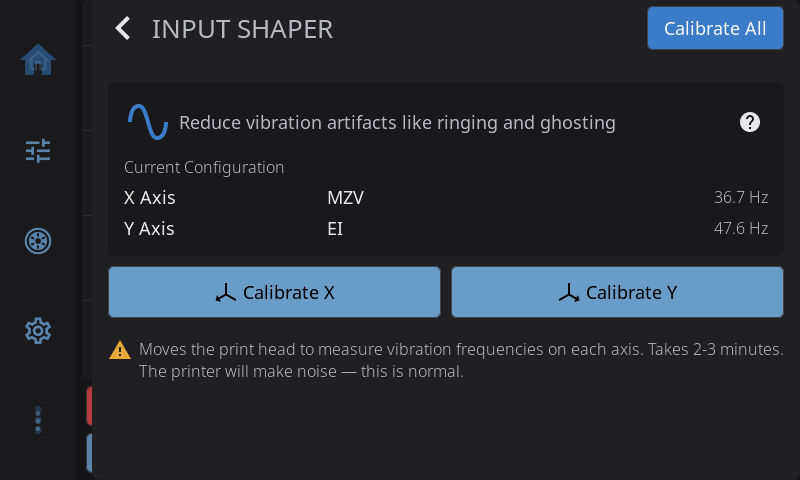 INPUT SHAPER
Calibrate All
Reduce vibration artifacts like ringing and ghosting
Current Configuration
X Axis MZV 36.7 Hz
Y Axis EI 47.6 Hz
Calibrate X
Calibrate Y
Moves the print head to measure vibration frequencies on each axis. Takes 2-3 minutes.
The printer will make noise — this is normal.